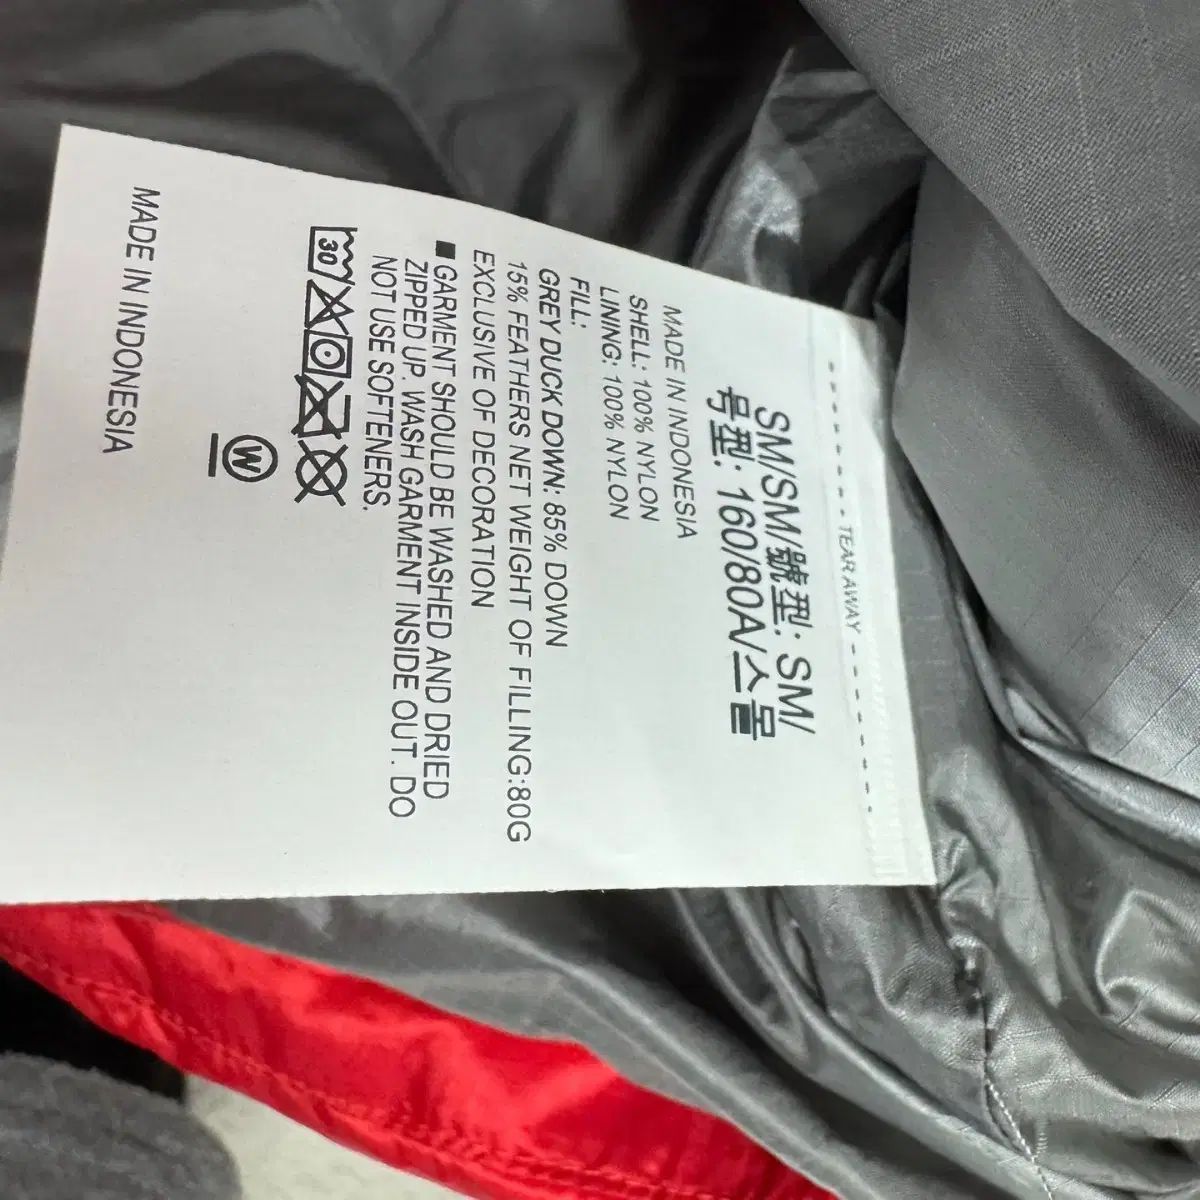 - - - - - - - TEAR AWAY - - - - - - -
SM/SM/號型: SM/
号型: 160/80A/스몰
MADE IN INDONESIA
SHELL: 100% NYLON
LINING: 100% NYLON
FILL:
GREY DUCK DOWN: 85% DOWN
15% FEATHERS NET WEIGHT OF FILLING:80G
EXCLUSIVE OF DECORATION
■ GARMENT SHOULD BE WASHED AND DRIED
ZIPPED UP. WASH GARMENT INSIDE OUT. DO
NOT USE SOFTENERS.
30
W
MADE IN INDONESIA